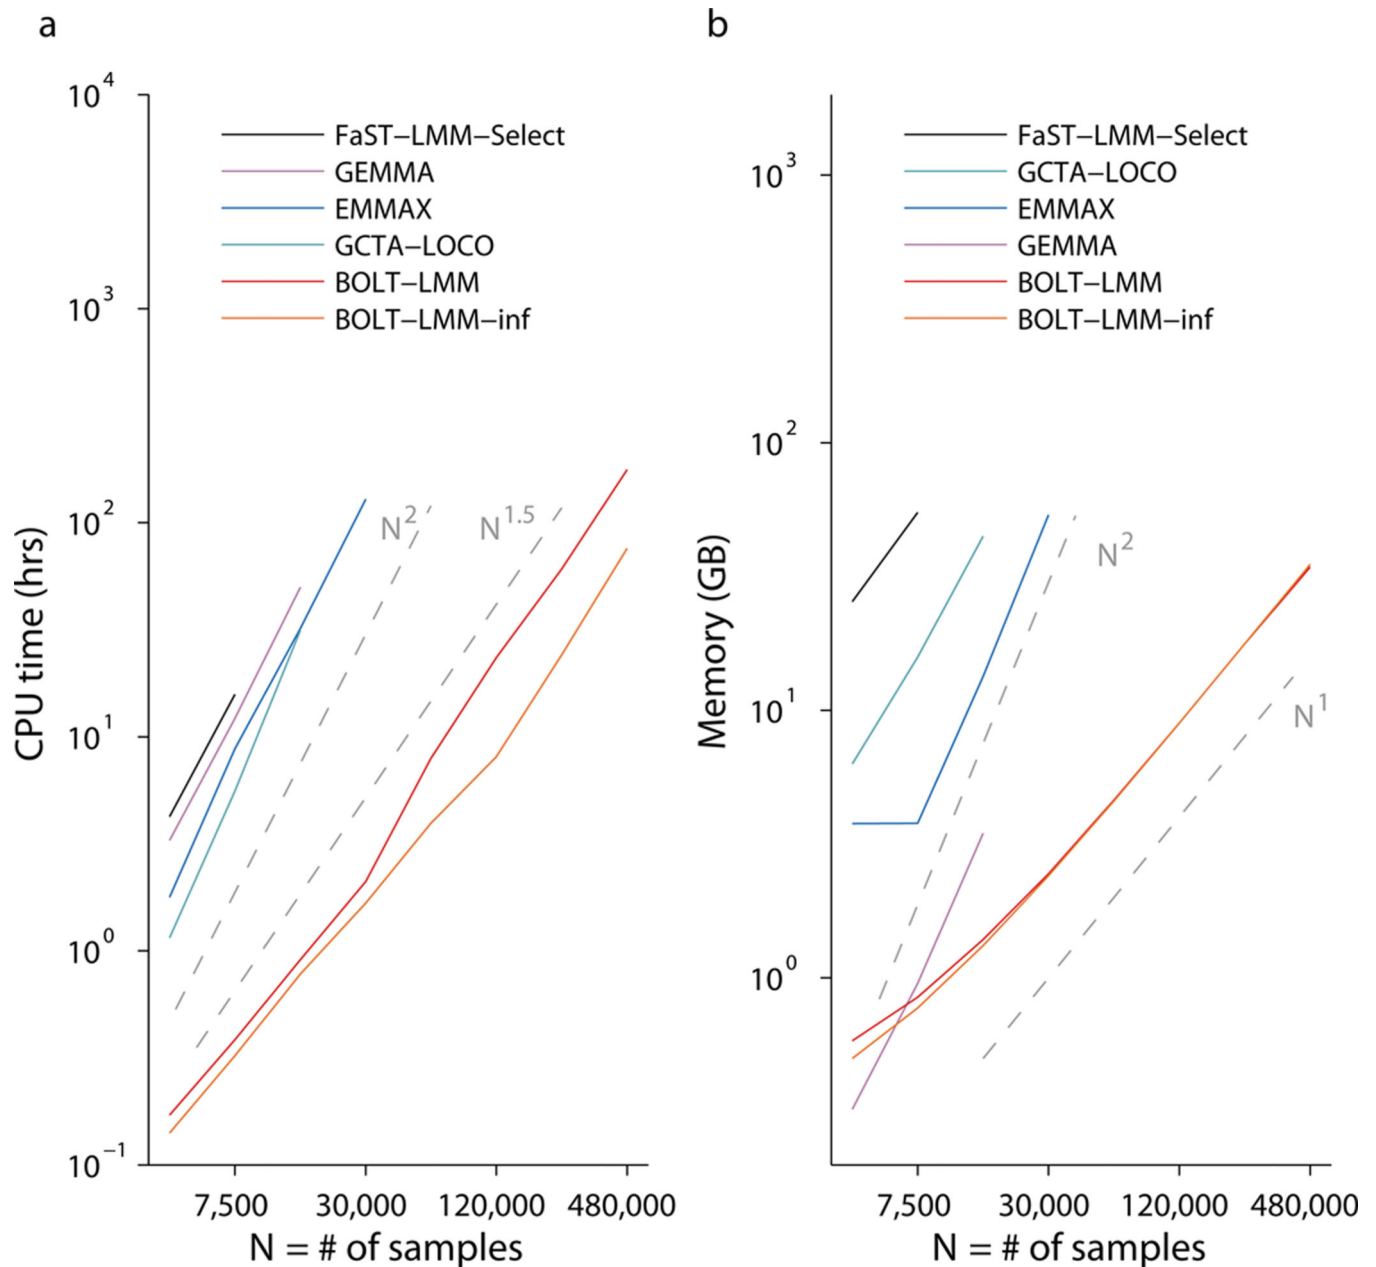 a
10^4
10^3
10^2
10^1
10^0
10^−1
CPU time (hrs)
FaST−LMM−Select
GEMMA
EMMAX
GCTA−LOCO
BOLT−LMM
BOLT−LMM−inf
N^2
N^1.5
7,500
30,000
120,000
480,000
N = # of samples
b
10^3
10^2
10^1
10^0
Memory (GB)
FaST−LMM−Select
GCTA−LOCO
EMMAX
GEMMA
BOLT−LMM
BOLT−LMM−inf
N^2
N^1
7,500
30,000
120,000
480,000
N = # of samples